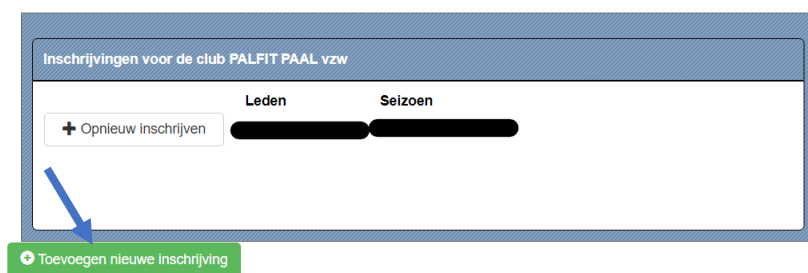 Inschrijvingen voor de club PALFIT PAAL vzw
Leden Seizoen
Opnieuw inschrijven
Toevoegen nieuwe inschrijving